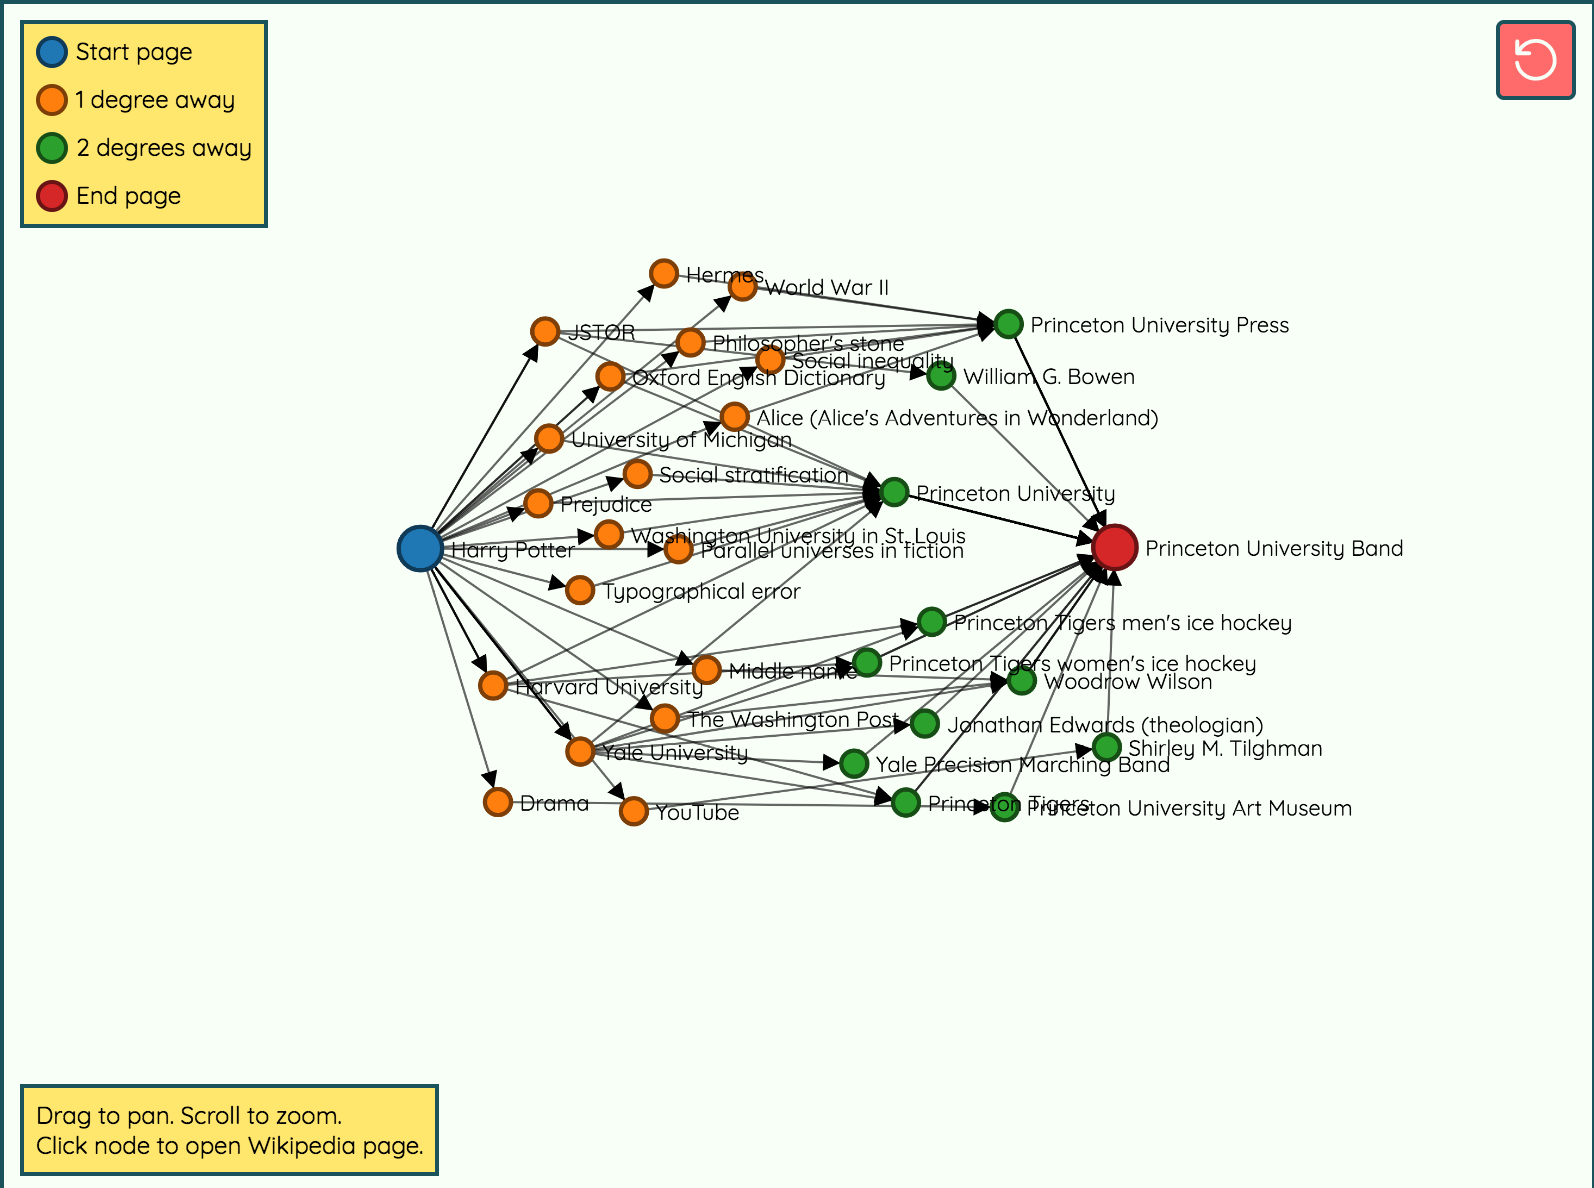 Start page
1 degree away
2 degrees away
End page
Hermes
World War II
Princeton University Press
JSTOR
Philosopher's stone
Social inequality
Oxford English Dictionary
William G. Bowen
Alice (Alice's Adventures in Wonderland)
University of Michigan
Social stratification
Princeton University
Prejudice
Washington University in St. Louis
Harry Potter
Parallel universes in fiction
Princeton University Band
Typographical error
Princeton Tigers men's ice hockey
Middle name
Princeton Tigers women's ice hockey
Woodrow Wilson
Harvard University
The Washington Post
Jonathan Edwards (theologian)
Yale University
Shirley M. Tilghman
Yale Precision Marching Band
Drama
YouTube
Princeton Tigers
Princeton University Art Museum
Drag to pan. Scroll to zoom.
Click node to open Wikipedia page.